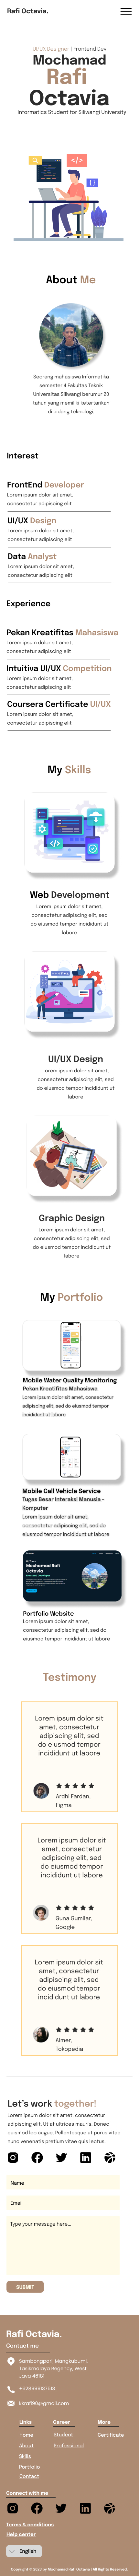 Rafi Octavia.
UI/UX Designer | Frontend Dev
Mochamad
Rafi
Octavia
Informatics Student for Siliwangi University
About Me
Seorang mahasiswa Informatika
semester 4 Fakultas Teknik
Universitas Siliwangi berumur 20
tahun yang memiliki ketertarikan
di bidang teknologi.
Interest
FrontEnd Developer
Lorem ipsum dolor sit amet,
consectetur adipiscing elit
UI/UX Design
Lorem ipsum dolor sit amet,
consectetur adipiscing elit
Data Analyst
Lorem ipsum dolor sit amet,
consectetur adipiscing elit
Experience
Pekan Kreatifitas Mahasiswa
Lorem ipsum dolor sit amet,
consectetur adipiscing elit
Intuitiva UI/UX Competition
Lorem ipsum dolor sit amet,
consectetur adipiscing elit
Coursera Certificate UI/UX
Lorem ipsum dolor sit amet,
consectetur adipiscing elit
My Skills
Web Development
Lorem ipsum dolor sit amet,
consectetur adipiscing elit, sed
do eiusmod tempor incididunt ut
labore
UI/UX Design
Lorem ipsum dolor sit amet,
consectetur adipiscing elit, sed
do eiusmod tempor incididunt ut
labore
Graphic Design
Lorem ipsum dolor sit amet,
consectetur adipiscing elit, sed
do eiusmod tempor incididunt ut
labore
My Portfolio
Mobile Water Quality Monitoring
Pekan Kreatifitas Mahasiswa
Lorem ipsum dolor sit amet, consectetur
adipiscing elit, sed do eiusmod tempor
incididunt ut labore
Mobile Call Vehicle Service
Tugas Besar Interaksi Manusia -
Komputer
Lorem ipsum dolor sit amet,
consectetur adipiscing elit, sed do
eiusmod tempor incididunt ut labore
Mochamad Rafi
Octavia
Portfolio Website
Lorem ipsum dolor sit amet,
consectetur adipiscing elit, sed do
eiusmod tempor incididunt ut labore
Testimony
Lorem ipsum dolor sit
amet, consectetur
adipiscing elit, sed
do eiusmod tempor
incididunt ut labore
Ardhi Fardan,
Figma
Lorem ipsum dolor sit
amet, consectetur
adipiscing elit, sed
do eiusmod tempor
incididunt ut labore
Guna Gumilar,
Google
Lorem ipsum dolor sit
amet, consectetur
adipiscing elit, sed
do eiusmod tempor
incididunt ut labore
Almer,
Tokopedia
Let's work together!
Lorem ipsum dolor sit amet, consectetur
adipiscing elit. Ut at ultrices mauris. Donec
euismod leo augue. Pellentesque ut purus vitae
nunc venenatis pretium vitae quis lectus.
Name
Email
Type your message here...
SUBMIT
Rafi Octavia.
Contact me
Sambongpari, Mangkubumi,
Tasikmalaya Regency, West
Java 46181
Links
Career
More
Home
Student
Certificate
About
Professional
Skills
Portfolio
Contact
Connect with me
Terms & conditions
Help center
English
Copyright © 2022 by Mochamad Rafi Octavia | All Rights Reserved.